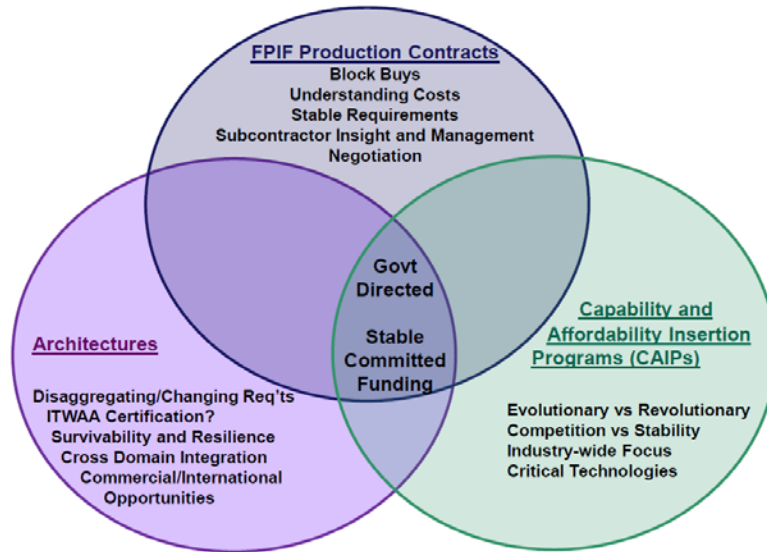 FPIF Production Contracts
Block Buys
Understanding Costs
Stable Requirements
Subcontractor Insight and Management
Negotiation
Govt
Directed
Stable
Committed
Funding
Architectures
Disaggregating/Changing Req'ts
ITWAA Certification?
Survivability and Resilience
Cross Domain Integration
Commercial/International
Opportunities
Capability and
Affordability Insertion
Programs (CAIPs)
Evolutionary vs Revolutionary
Competition vs Stability
Industry-wide Focus
Critical Technologies